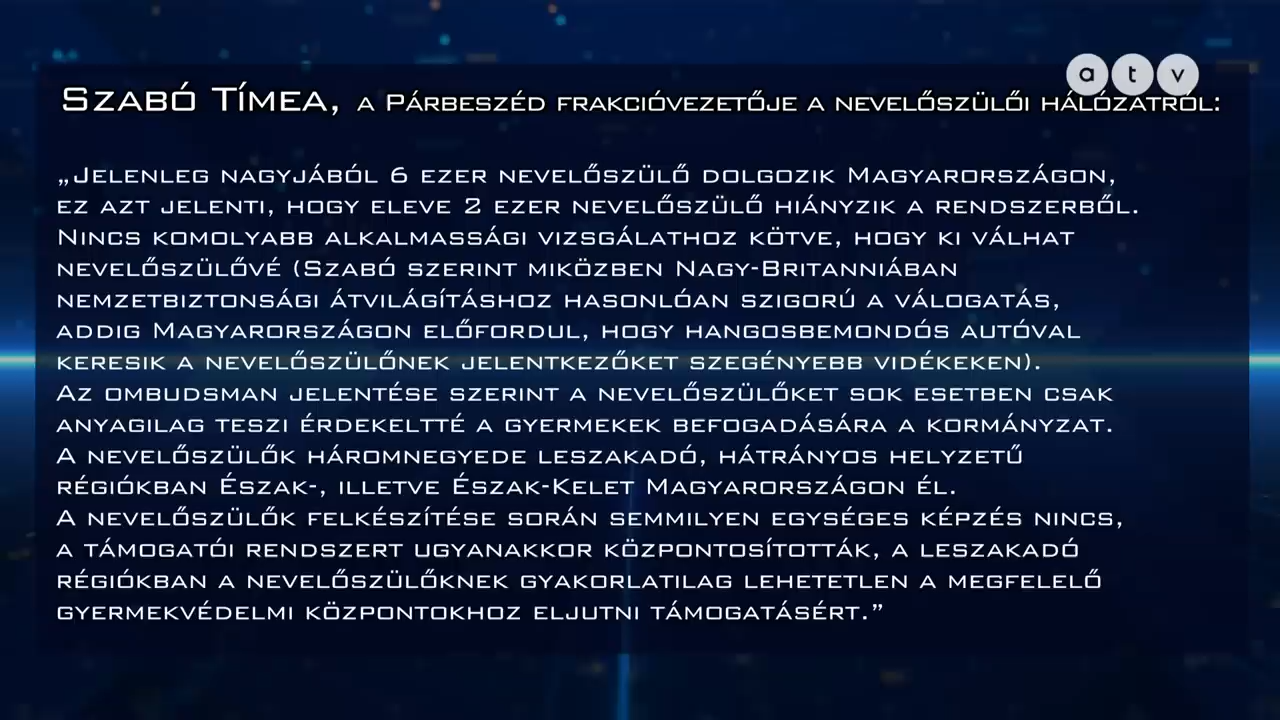 atv
Szabó Tímea, a Párbeszéd frakcióvezetője a nevelőszülői hálózatról:
„Jelenleg nagyjából 6 ezer nevelőszülő dolgozik Magyarországon,
ez azt jelenti, hogy eleve 2 ezer nevelőszülő hiányzik a rendszerből.
Nincs komolyabb alkalmassági vizsgálathoz kötve, hogy ki válhat
nevelőszülővé (Szabó szerint miközben Nagy-Britanniában
nemzetbiztonsági átvilágításhoz hasonlóan szigorú a válogatás,
addig Magyarországon előfordul, hogy hangosbemondós autóval
keresik a nevelőszülőnek jelentkezőket szegényebb vidékeken).
Az ombudsman jelentése szerint a nevelőszülőket sok esetben csak
anyagilag teszi érdekeltté a gyermekek befogadására a kormányzat.
A nevelőszülők háromnegyede leszakadó, hátrányos helyzetű
régiókban Észak-, illetve Észak-Kelet Magyarországon él.
A nevelőszülők felkészítése során semmilyen egységes képzés nincs,
a támogatói rendszert ugyanakkor központosították, a leszakadó
régiókban a nevelőszülőknek gyakorlatilag lehetetlen a megfelelő
gyermekvédelmi központokhoz eljutni támogatásért.”